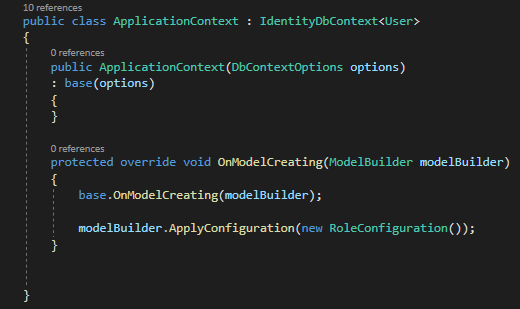 10 references
public class ApplicationContext : IdentityDbContext<User>
{
0 references
public ApplicationContext(DbContextOptions options)
: base(options)
{
}
0 references
protected override void OnModelCreating(ModelBuilder modelBuilder)
{
base.OnModelCreating(modelBuilder);
modelBuilder.ApplyConfiguration(new RoleConfiguration());
}
}